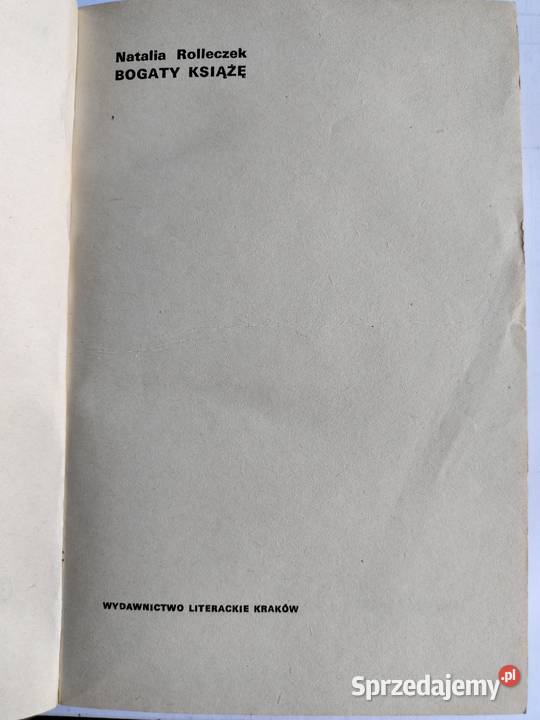 Natalia Rolleczek
BOGATY KSIĄŻĘ
WYDAWNICTWO LITERACKIE KRAKÓW
Sprzedajemy.pl